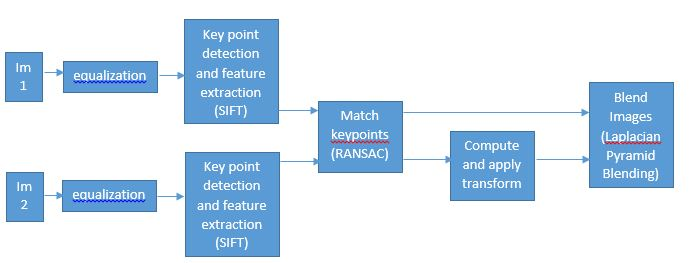 Im
1
equalization
Key point
detection
and feature
extraction
(SIFT)
Im
2
equalization
Key point
detection
and feature
extraction
(SIFT)
Match
keypoints
(RANSAC)
Compute
and apply
transform
Blend
Images
(Laplacian
Pyramid
Blending)